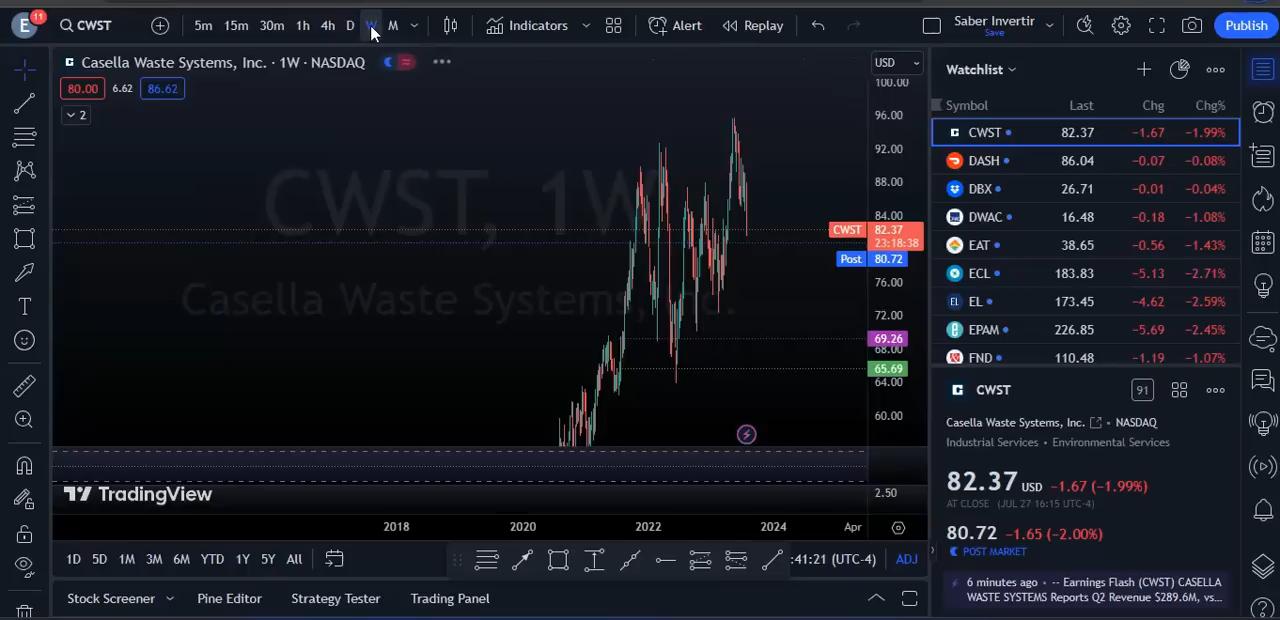 E 11 CWST 5m 15m 30m 1h 4h D W M Indicators Alert Replay Saber Invertir Save Publish
Casella Waste Systems, Inc. · 1W · NASDAQ
80.00 6.62 86.62
2
USD
100.00
96.00
92.00
88.00
84.00
CWST 82.37
23:18:38
Post 80.72
76.00
72.00
69.26
68.00
65.69
64.00
60.00
2.50
CWST, 1W
Casella Waste Systems, Inc.
TradingView
2018 2020 2022 2024 Apr
1D 5D 1M 3M 6M YTD 1Y 5Y All :41:21 (UTC-4) ADJ
Stock Screener Pine Editor Strategy Tester Trading Panel
Watchlist
Symbol Last Chg Chg%
CWST 82.37 −1.67 −1.99%
DASH 86.04 −0.07 −0.08%
DBX 26.71 −0.01 −0.04%
DWAC 16.48 −0.18 −1.08%
EAT 38.65 −0.56 −1.43%
ECL 183.83 −5.13 −2.71%
EL 173.45 −4.62 −2.59%
EPAM 226.85 −5.69 −2.45%
FND 110.48 −1.19 −1.07%
CWST 91
Casella Waste Systems, Inc. • NASDAQ
Industrial Services • Environmental Services
82.37 USD −1.67 (−1.99%)
AT CLOSE (JUL 27 16:15 UTC-4)
80.72 −1.65 (−2.00%)
POST MARKET
6 minutes ago • -- Earnings Flash (CWST) CASELLA
WASTE SYSTEMS Reports Q2 Revenue $289.6M, vs...